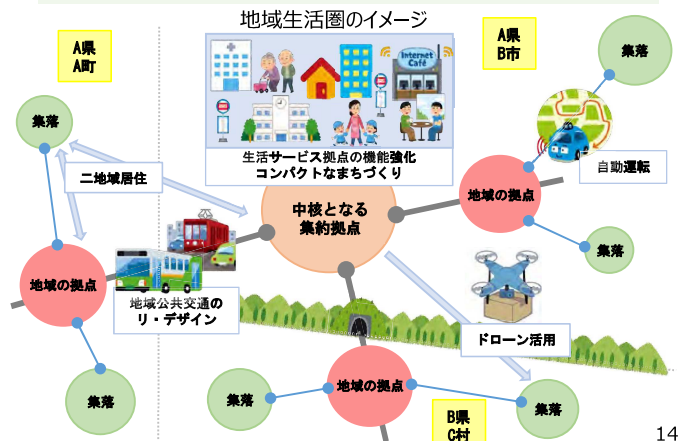 地域生活圏のイメージ
A県
A町
A県
B市
集落
集落
Internet
Café
生活サービス拠点の機能強化
コンパクトなまちづくり
二地域居住
自動運転
中核となる
集約拠点
地域の拠点
地域の拠点
集落
地域公共交通の
リ・デザイン
ドローン活用
地域の拠点
集落
集落
集落
B県
C村
14